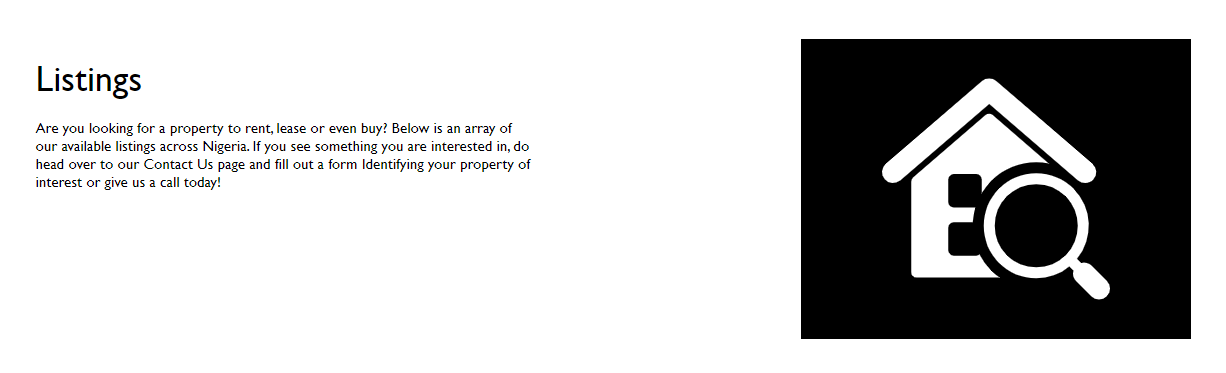 Listings
Are you looking for a property to rent, lease or even buy? Below is an array of
our available listings across Nigeria. If you see something you are interested in, do
head over to our Contact Us page and fill out a form Identifying your property of
interest or give us a call today!